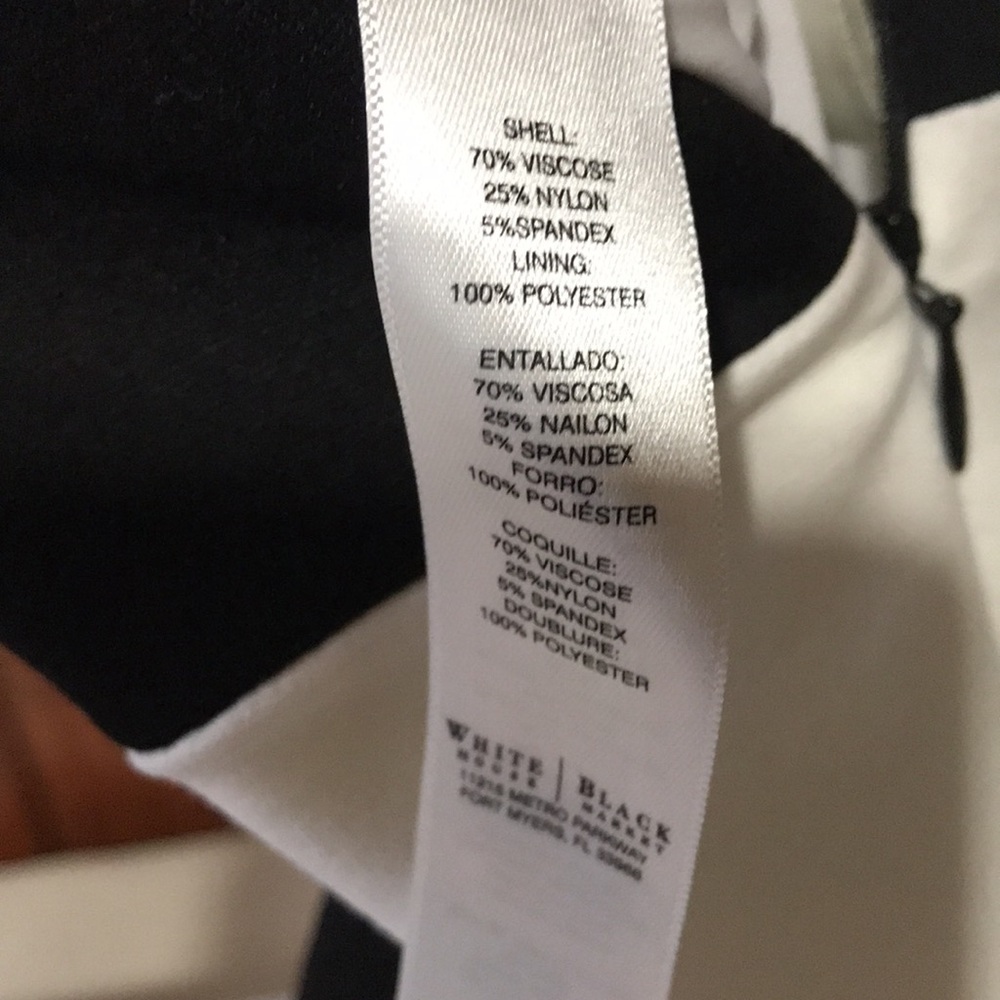 SHELL:
70% VISCOSE
25% NYLON
5%SPANDEX
LINING:
100% POLYESTER
ENTALLADO:
70% VISCOSA
25% NAILON
5% SPANDEX
FORRO:
100% POLIÉSTER
COQUILLE:
70% VISCOSE
25%NYLON
5% SPANDEX
DOUBLURE:
100% POLYESTER
WHITE | BLACK
HOUSE MARKET
11215 METRO PARKWAY
FORT MYERS, FL 33966